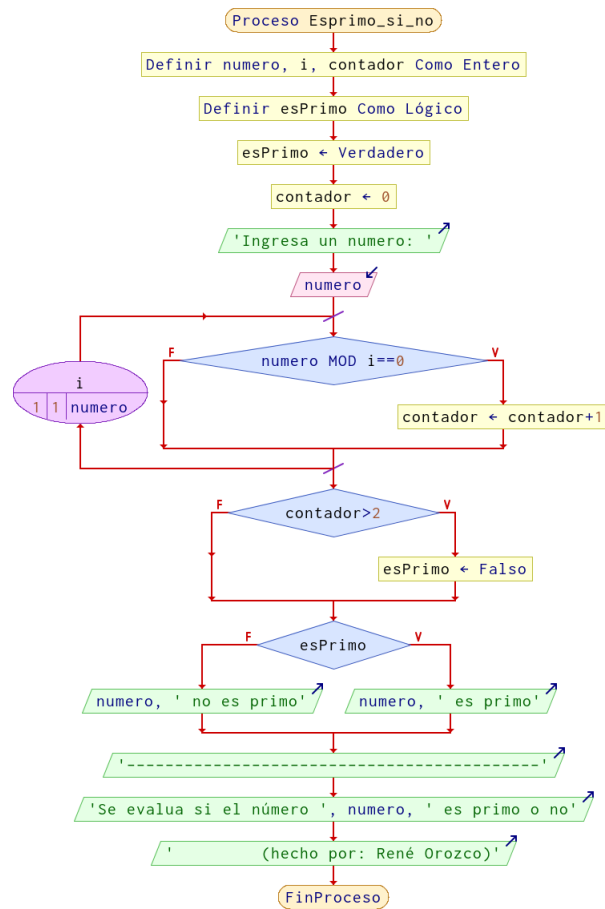 Proceso Esprimo_si_no
Definir numero, i, contador Como Entero
Definir esPrimo Como Lógico
esPrimo ← Verdadero
contador ← 0
'Ingresa un numero: '
numero
F
numero MOD i==0
V
i
1 1 numero
contador ← contador+1
F
contador>2
V
esPrimo ← Falso
F
esPrimo
V
numero, ' no es primo'
numero, ' es primo'
'-------------------------------------------'
'Se evalua si el número ', numero, ' es primo o no'
'         (hecho por: René Orozco)'
FinProceso